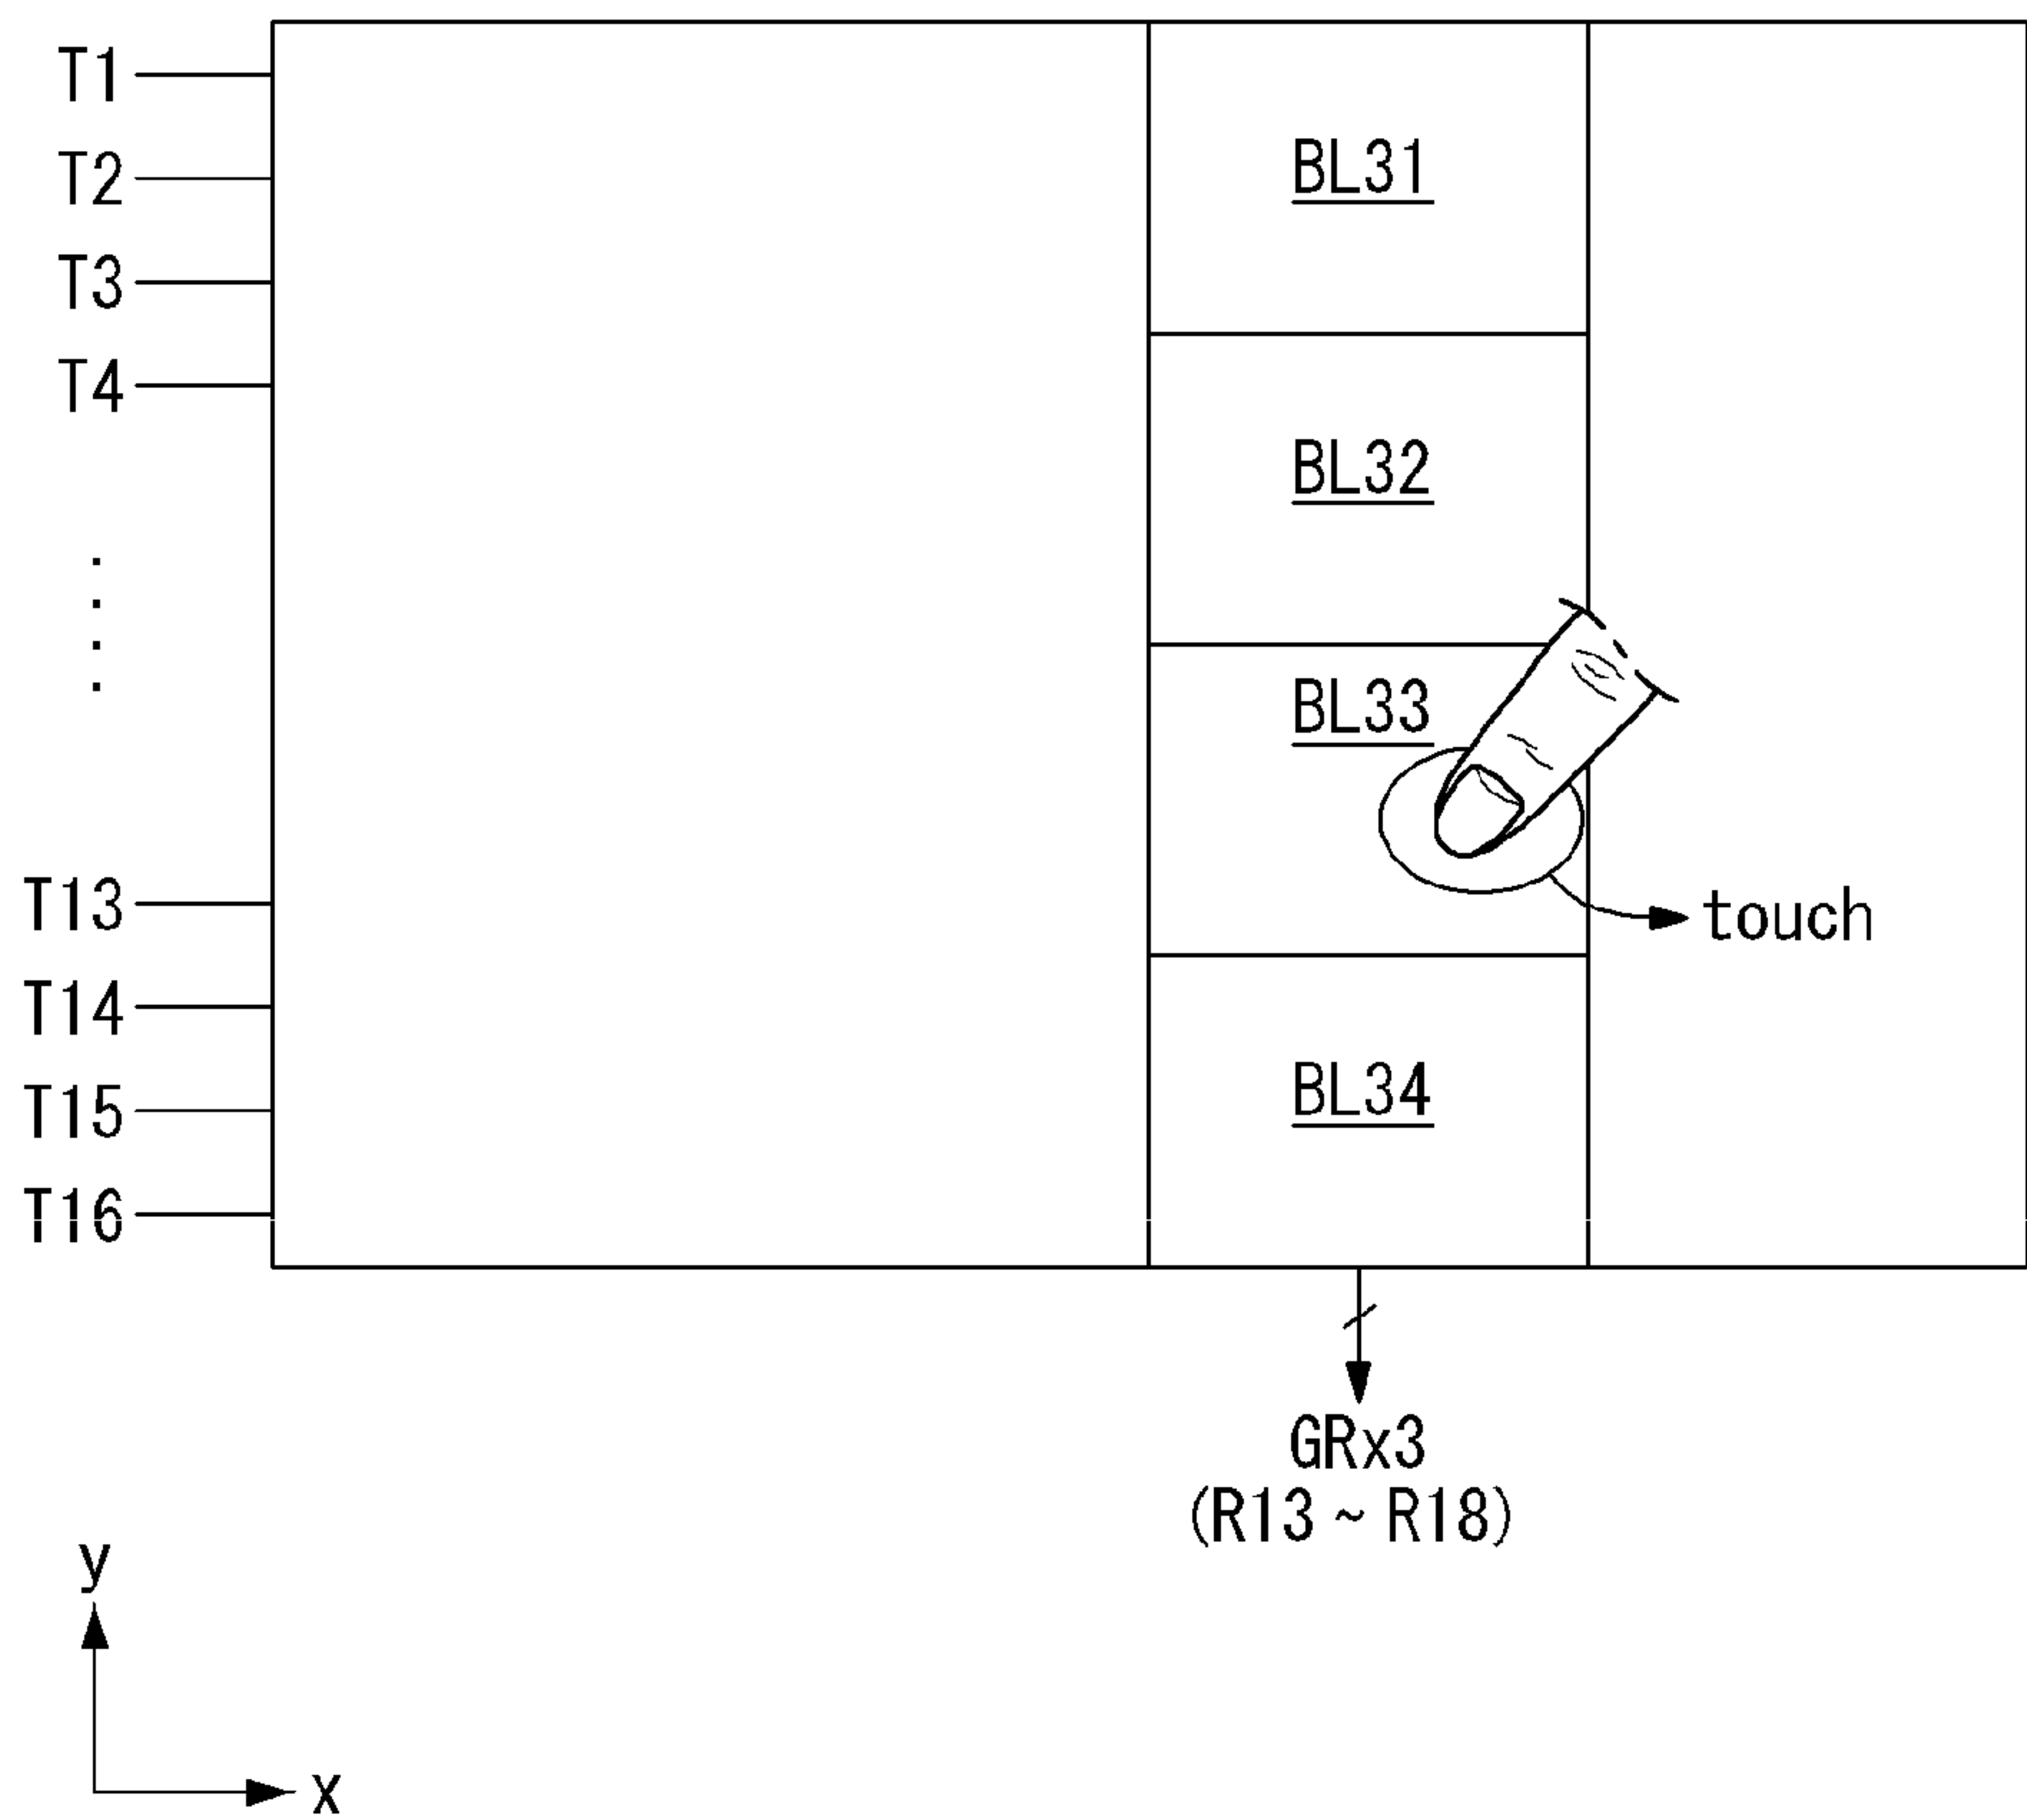 T1
T2
T3
T4
T13
T14
T15
T16
BL31
BL32
BL33
BL34
touch
GRx3
(R13 ~ R18)
y
x